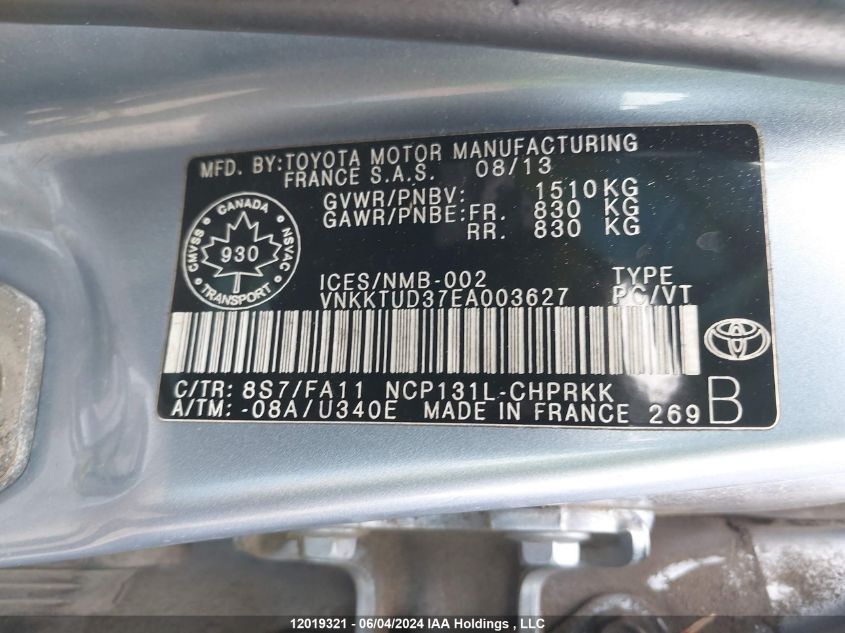 MFD. BY:TOYOTA MOTOR MANUFACTURING
FRANCE S.A.S. 08/13
GVWR/PNBV: 1510 KG
GAWR/PNBE:FR. 830 KG
RR. 830 KG
CANADA
CMVSS 930 NSVAC
TRANSPORT
ICES/NMB-002 TYPE
VNKKTUD37EA003627 PC/VT
C/TR: 8S7/FA11 NCP131L-CHPRKK
A/TM: -08A/U340E MADE IN FRANCE 269 B
12019321 - 06/04/2024 IAA Holdings , LLC